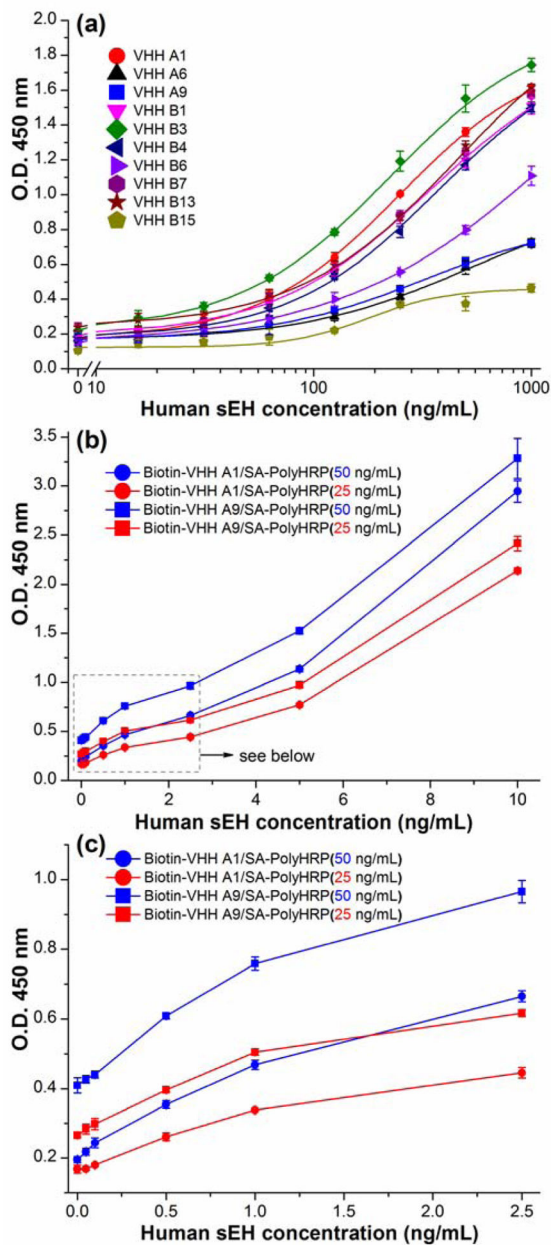 (a)
VHH A1
VHH A6
VHH A9
VHH B1
VHH B3
VHH B4
VHH B6
VHH B7
VHH B13
VHH B15
O.D. 450 nm
2.0
1.8
1.6
1.4
1.2
1.0
0.8
0.6
0.4
0.2
0.0
0 10 100 1000
Human sEH concentration (ng/mL)
(b)
Biotin-VHH A1/SA-PolyHRP(50 ng/mL)
Biotin-VHH A1/SA-PolyHRP(25 ng/mL)
Biotin-VHH A9/SA-PolyHRP(50 ng/mL)
Biotin-VHH A9/SA-PolyHRP(25 ng/mL)
O.D. 450 nm
3.5
3.0
2.5
2.0
1.5
1.0
0.5
0.0
see below
0 2 4 6 8 10
Human sEH concentration (ng/mL)
(c)
Biotin-VHH A1/SA-PolyHRP(50 ng/mL)
Biotin-VHH A1/SA-PolyHRP(25 ng/mL)
Biotin-VHH A9/SA-PolyHRP(50 ng/mL)
Biotin-VHH A9/SA-PolyHRP(25 ng/mL)
O.D. 450 nm
1.0
0.8
0.6
0.4
0.2
0.0 0.5 1.0 1.5 2.0 2.5
Human sEH concentration (ng/mL)